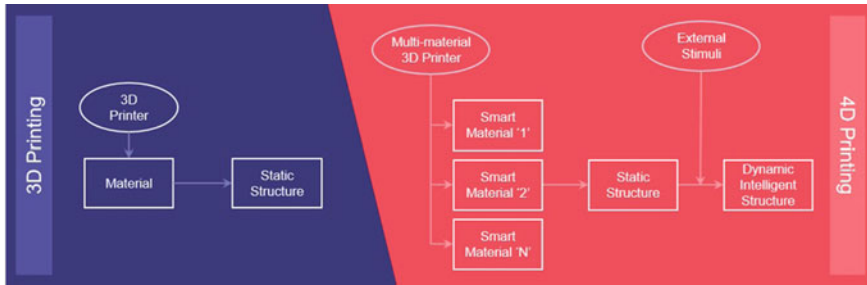 3D Printing
3D
Printer
Material
Static
Structure
Multi-material
3D Printer
Smart
Material '1'
Smart
Material '2'
Smart
Material 'N'
Static
Structure
External
Stimuli
Dynamic
Intelligent
Structure
4D Printing